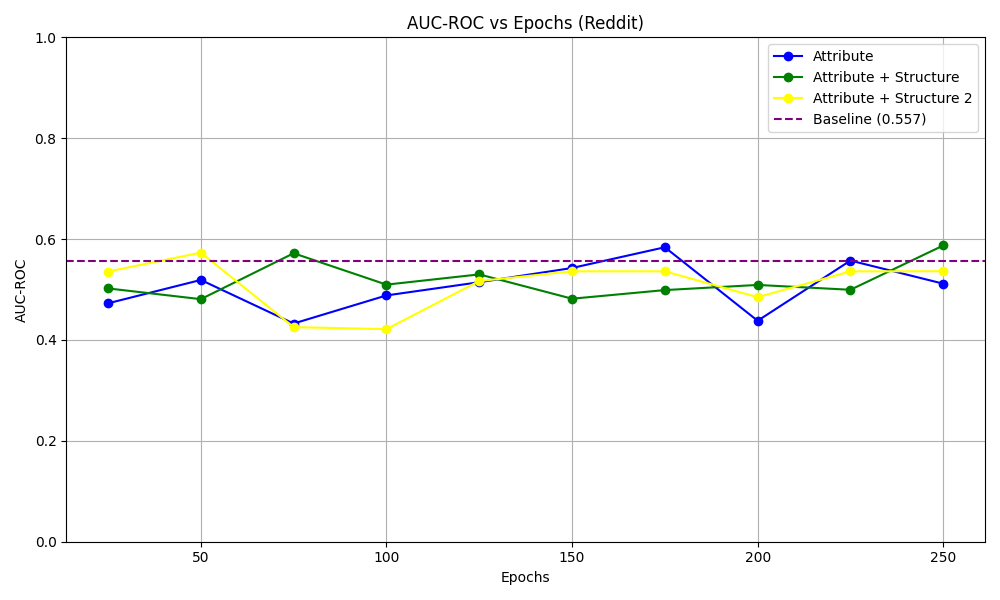 AUC-ROC vs Epochs (Reddit)
Attribute
Attribute + Structure
Attribute + Structure 2
Baseline (0.557)
AUC-ROC
1.0
0.8
0.6
0.4
0.2
0.0
50
100
150
200
250
Epochs